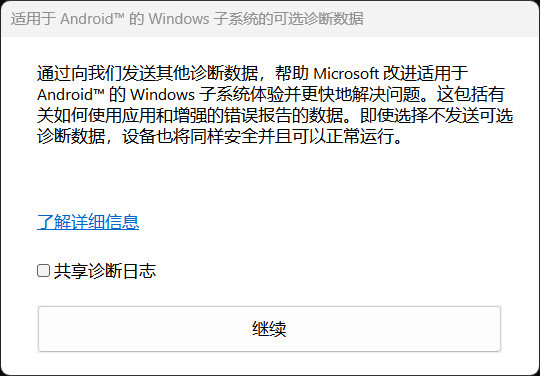 适用于 Android™ 的 Windows 子系统的可选诊断数据
通过向我们发送其他诊断数据，帮助 Microsoft 改进适用于
Android™ 的 Windows 子系统体验并更快地解决问题。这包括有
关如何使用应用和增强的错误报告的数据。即使选择不发送可选
诊断数据，设备也将同样安全并且可以正常运行。
了解详细信息
共享诊断日志
继续